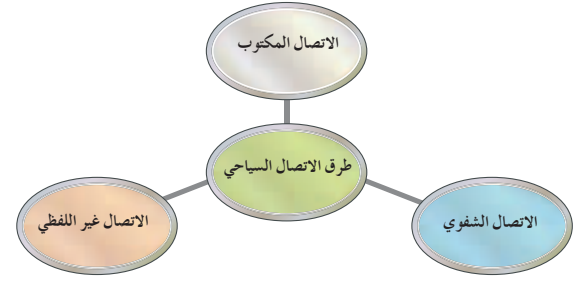 الاتصال المكتوب
طرق الاتصال السياحي
الاتصال الشفوي
الاتصال غير اللفظي